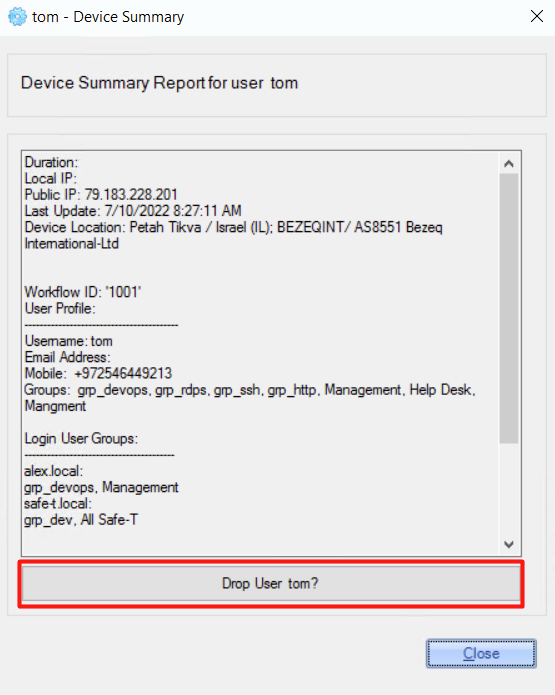 tom - Device Summary
Device Summary Report for user tom
Duration:
Local IP:
Public IP: 79.183.228.201
Last Update: 7/10/2022 8:27:11 AM
Device Location: Petah Tikva / Israel (IL); BEZEQINT/ AS8551 Bezeq
International-Ltd
Workflow ID: '1001'
User Profile:
-----------------------------------------
Username: tom
Email Address:
Mobile: +972546449213
Groups: grp_devops, grp_rdps, grp_ssh, grp_http, Management, Help Desk,
Mangment
Login User Groups:
----------------------------------------
alex.local:
grp_devops, Management
safe-t.local:
grp_dev, All Safe-T
Drop User tom?
Close